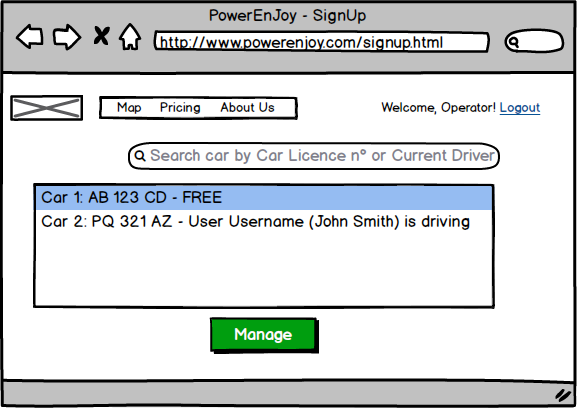 PowerEnJoy - SignUp
http://www.powerenjoy.com/signup.html
Map Pricing About Us Welcome, Operator! Logout
Search car by Car Licence n° or Current Driver
Car 1: AB 123 CD - FREE
Car 2: PQ 321 AZ - User Username (John Smith) is driving
Manage